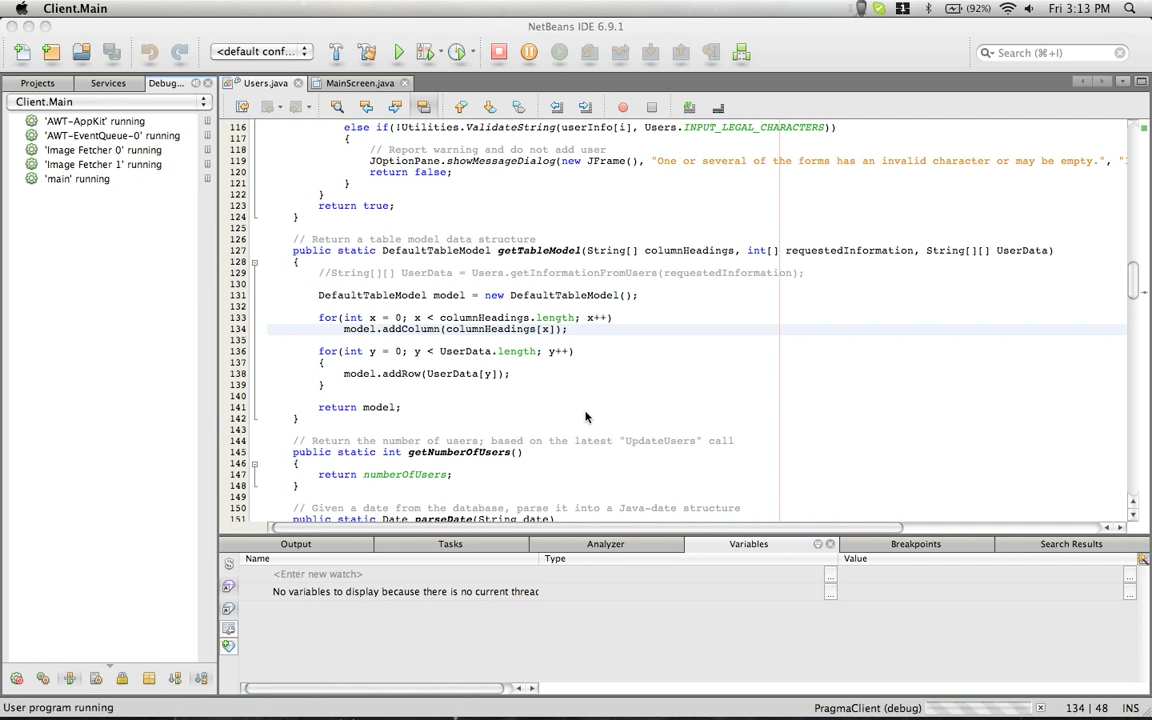 Client.Main
(92%)
Fri 3:13 PM
NetBeans IDE 6.9.1
<default conf...
Search (⌘+I)
Projects
Services
Debug...
Users.java
MainScreen.java
Client.Main
'AWT-AppKit' running
'AWT-EventQueue-0' running
'Image Fetcher 0' running
'Image Fetcher 1' running
'main' running
116 else if(!Utilities.ValidateString(userInfo[i], Users.INPUT_LEGAL_CHARACTERS))
117 {
118 // Report warning and do not add user
119 JOptionPane.showMessageDialog(new JFrame(), "One or several of the forms has an invalid character or may be empty.",
120 return false;
121 }
122 }
123 return true;
124 }
125
126 // Return a table model data structure
127 public static DefaultTableModel getTableModel(String[] columnHeadings, int[] requestedInformation, String[][] UserData)
128 {
129 //String[][] UserData = Users.getInformationFromUsers(requestedInformation);
130
131 DefaultTableModel model = new DefaultTableModel();
132
133 for(int x = 0; x < columnHeadings.length; x++)
134 model.addColumn(columnHeadings[x]);
135
136 for(int y = 0; y < UserData.length; y++)
137 {
138 model.addRow(UserData[y]);
139 }
140
141 return model;
142 }
143
144 // Return the number of users; based on the latest "UpdateUsers" call
145 public static int getNumberOfUsers()
146 {
147 return numberOfUsers;
148 }
149
150 // Given a date from the database, parse it into a Java-date structure
151 public static Date parseDate(String date)
Output
Tasks
Analyzer
Variables
Breakpoints
Search Results
Name
Type
Value
<Enter new watch>
...
...
No variables to display because there is no current threac
...
...
User program running
PragmaClient (debug)
134 | 48
INS